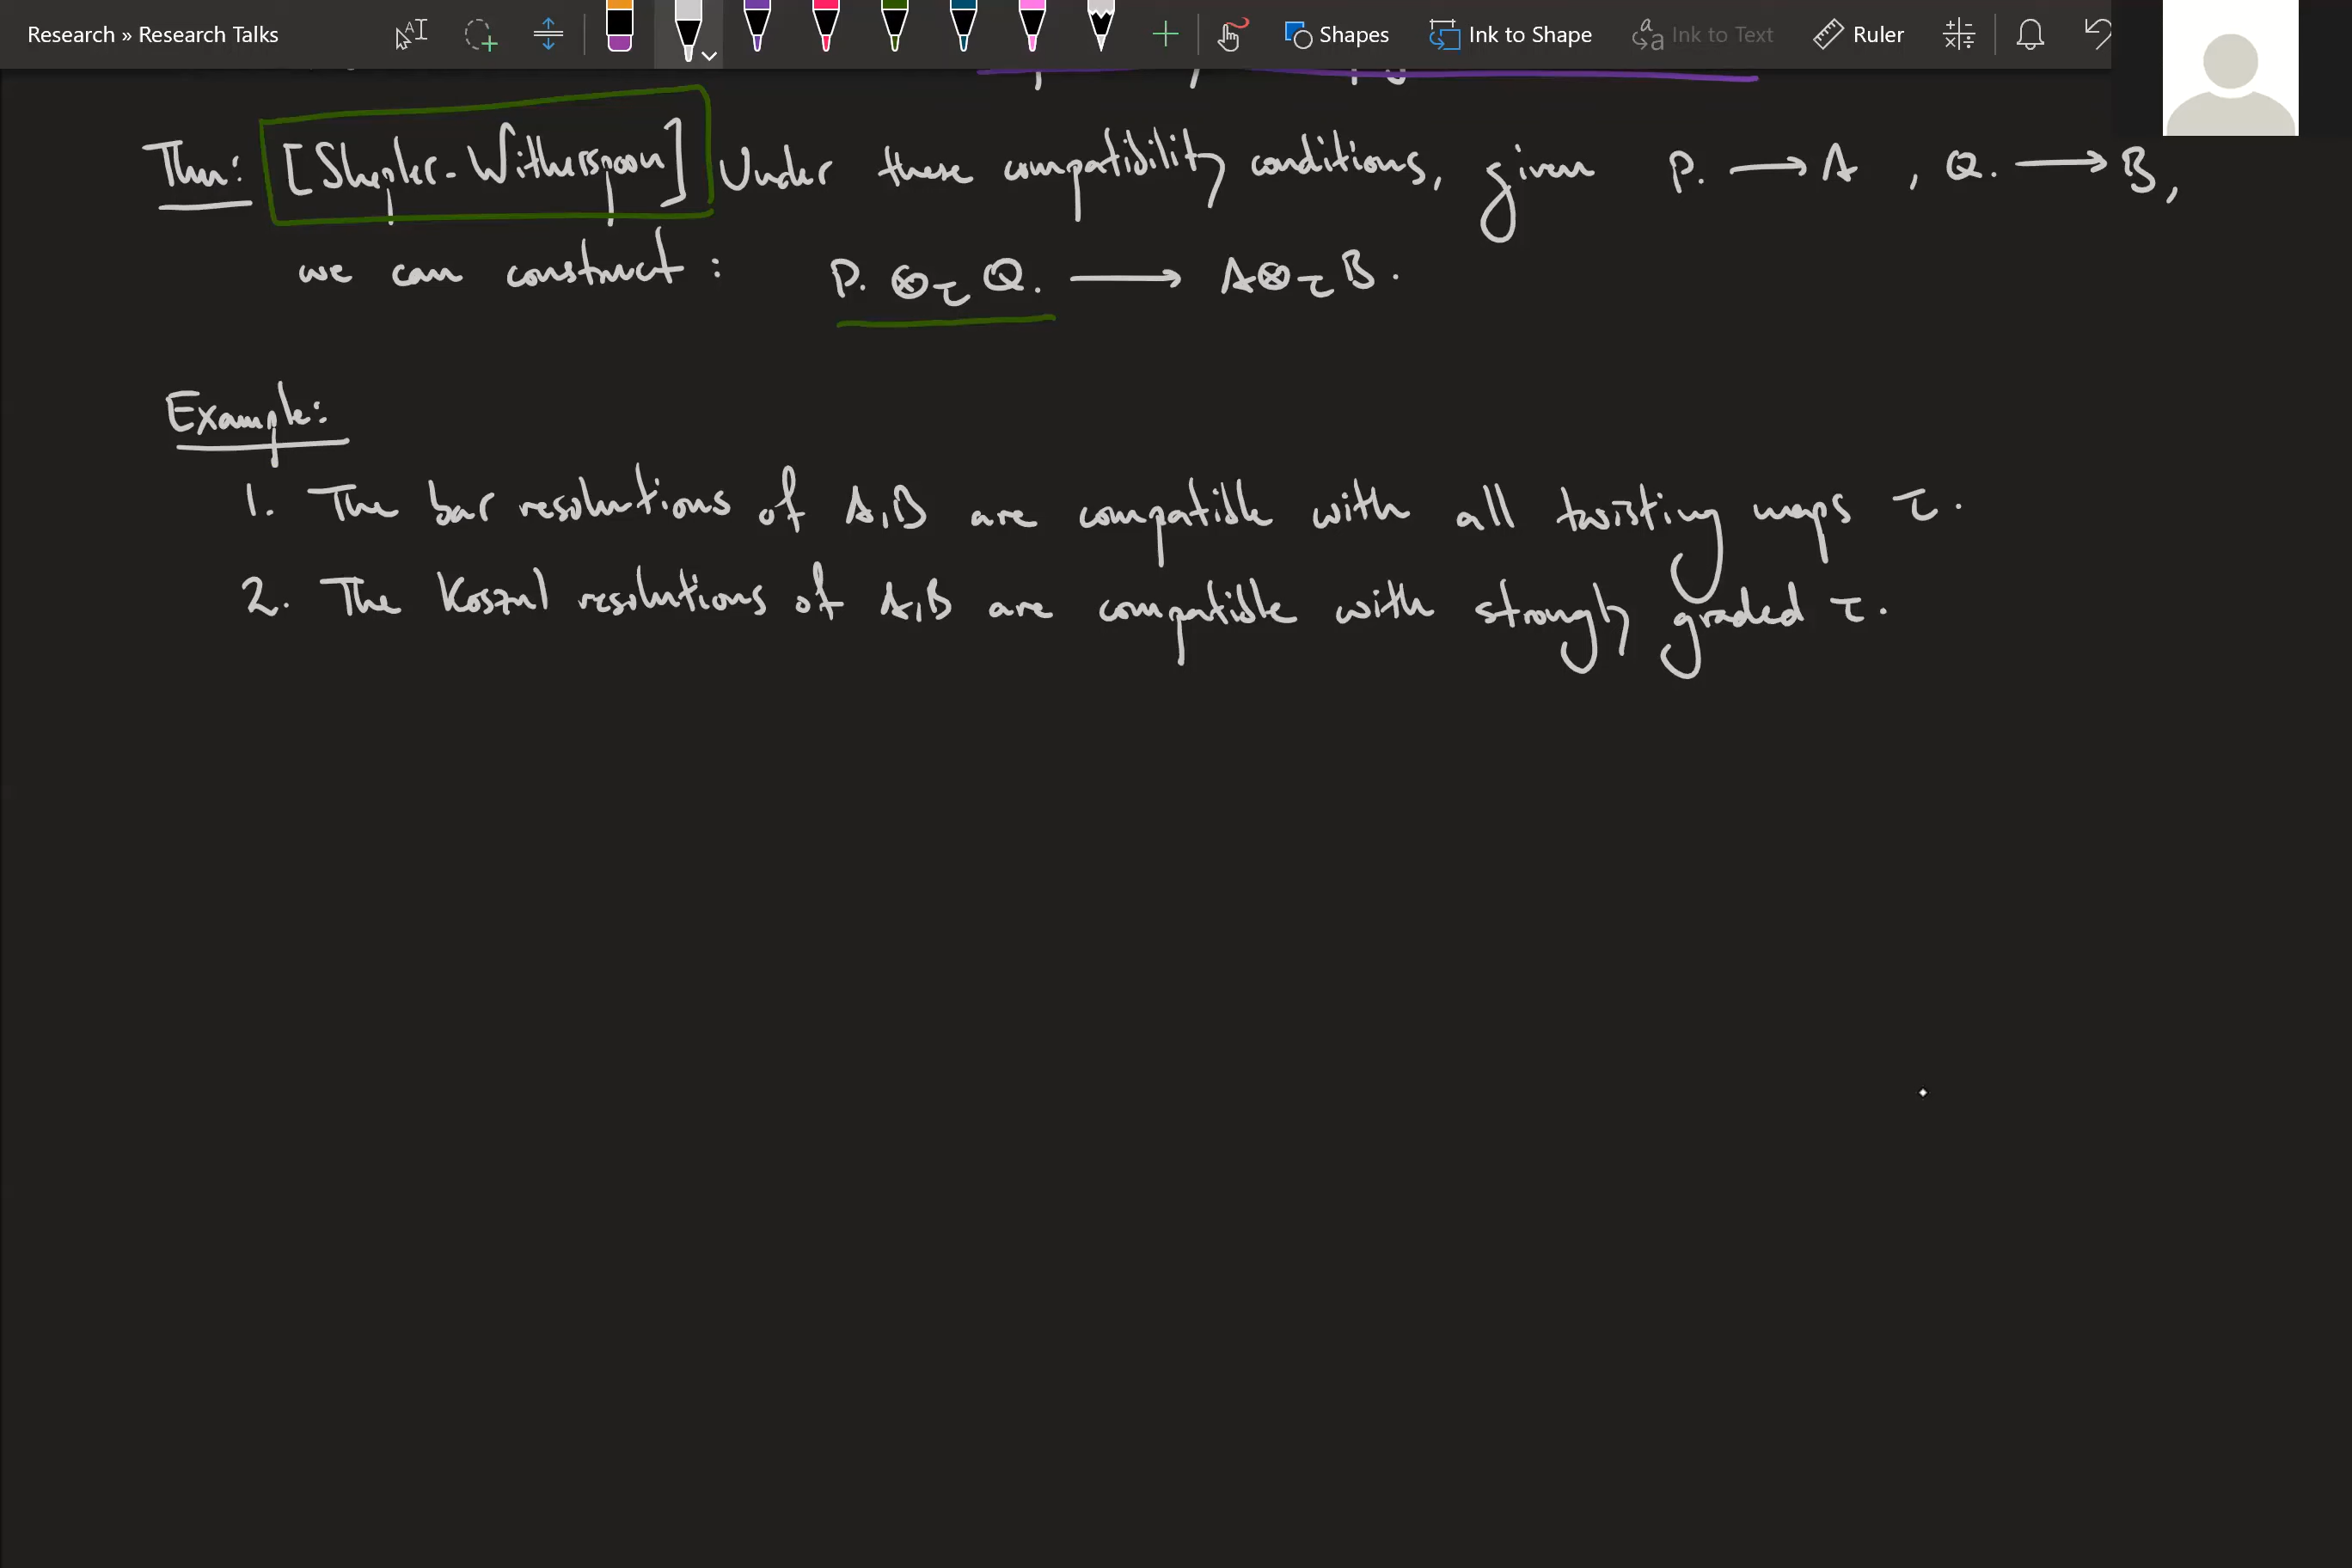 Research » Research Talks
Shapes
Ink to Shape
Ink to Text
Ruler
Thm: [Shepler-Witherspoon] Under these compatibility conditions, given P. ⟶ A , Q. ⟶ B,
we can construct : P. ⊗τ Q. ⟶ A⊗τ B.
Example:
1. The bar resolutions of A,B are compatible with all twisting maps τ.
2. The Koszul resolutions of A,B are compatible with strongly graded τ.